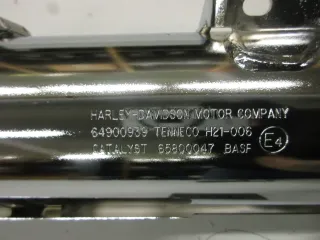 HARLEY-DAVIDSON MOTOR COMPANY
64900939 TENNECO H21-006
CATALYST 65800047 BASF E4